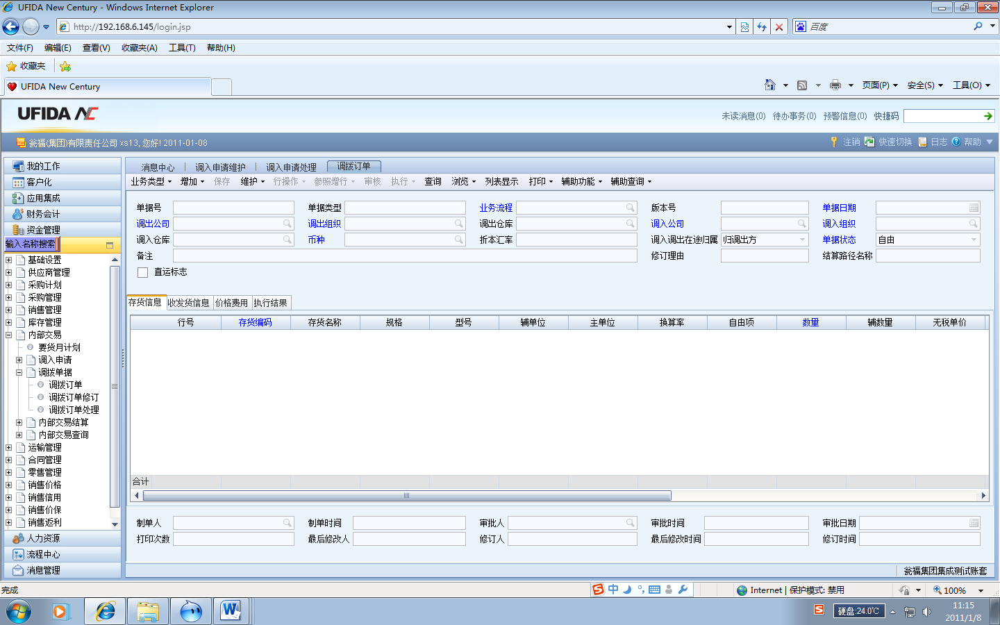 UFIDA New Century - Windows Internet Explorer
http://192.168.6.145/login.jsp
百度
文件(F) 编辑(E) 查看(V) 收藏夹(A) 工具(T) 帮助(H)
收藏夹
UFIDA New Century
页面(P) 安全(S) 工具(O)
UFIDA NC
未读消息(0) 待办事务(0) 预警信息(0) 快捷码
瓮福(集团)有限责任公司 xs13, 您好! 2011-01-08
注销 快速切换 日志 帮助
我的工作
客户化
应用集成
财务会计
资金管理
输入名称搜索
基础设置
供应商管理
采购计划
采购管理
销售管理
库存管理
内部交易
要货月计划
调入申请
调拨单据
调拨订单
调拨订单修订
调拨订单处理
内部交易结算
内部交易查询
运输管理
合同管理
零售管理
销售价格
销售信用
销售价保
销售返利
人力资源
流程中心
消息管理
消息中心 调入申请维护 调入申请处理 调拨订单
业务类型 增加 保存 维护 行操作 参照增行 审核 执行 查询 浏览 列表显示 打印 辅助功能 辅助查询
单据号 单据类型 业务流程 版本号 单据日期
调出公司 调出组织 调出仓库 调入公司 调入组织
调入仓库 币种 折本汇率 调入调出在途归属 归调出方 单据状态 自由
备注 修订理由 结算路径名称
直运标志
存货信息 收发货信息 价格费用 执行结果
行号 存货编码 存货名称 规格 型号 辅单位 主单位 换算率 自由项 数量 辅数量 无税单价
合计
制单人 制单时间 审批人 审批时间 审批日期
打印次数 最后修改人 修订人 最后修改时间 修订时间
瓮福集团集成测试账套
完成
中
Internet | 保护模式: 禁用
100%
硬盘:24.0℃
11:15
2011/1/8